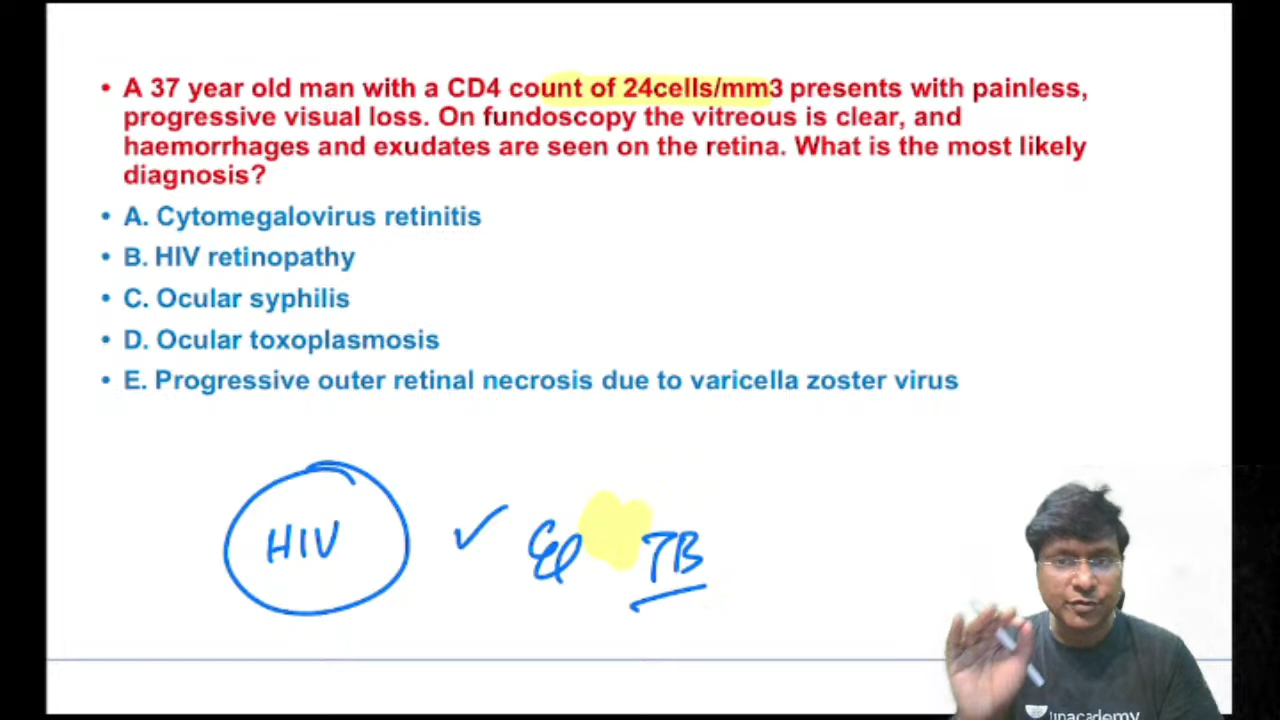 • A 37 year old man with a CD4 count of 24cells/mm3 presents with painless,
progressive visual loss. On fundoscopy the vitreous is clear, and
haemorrhages and exudates are seen on the retina. What is the most likely
diagnosis?
• A. Cytomegalovirus retinitis
• B. HIV retinopathy
• C. Ocular syphilis
• D. Ocular toxoplasmosis
• E. Progressive outer retinal necrosis due to varicella zoster virus
HIV ✓ TB
unacademy